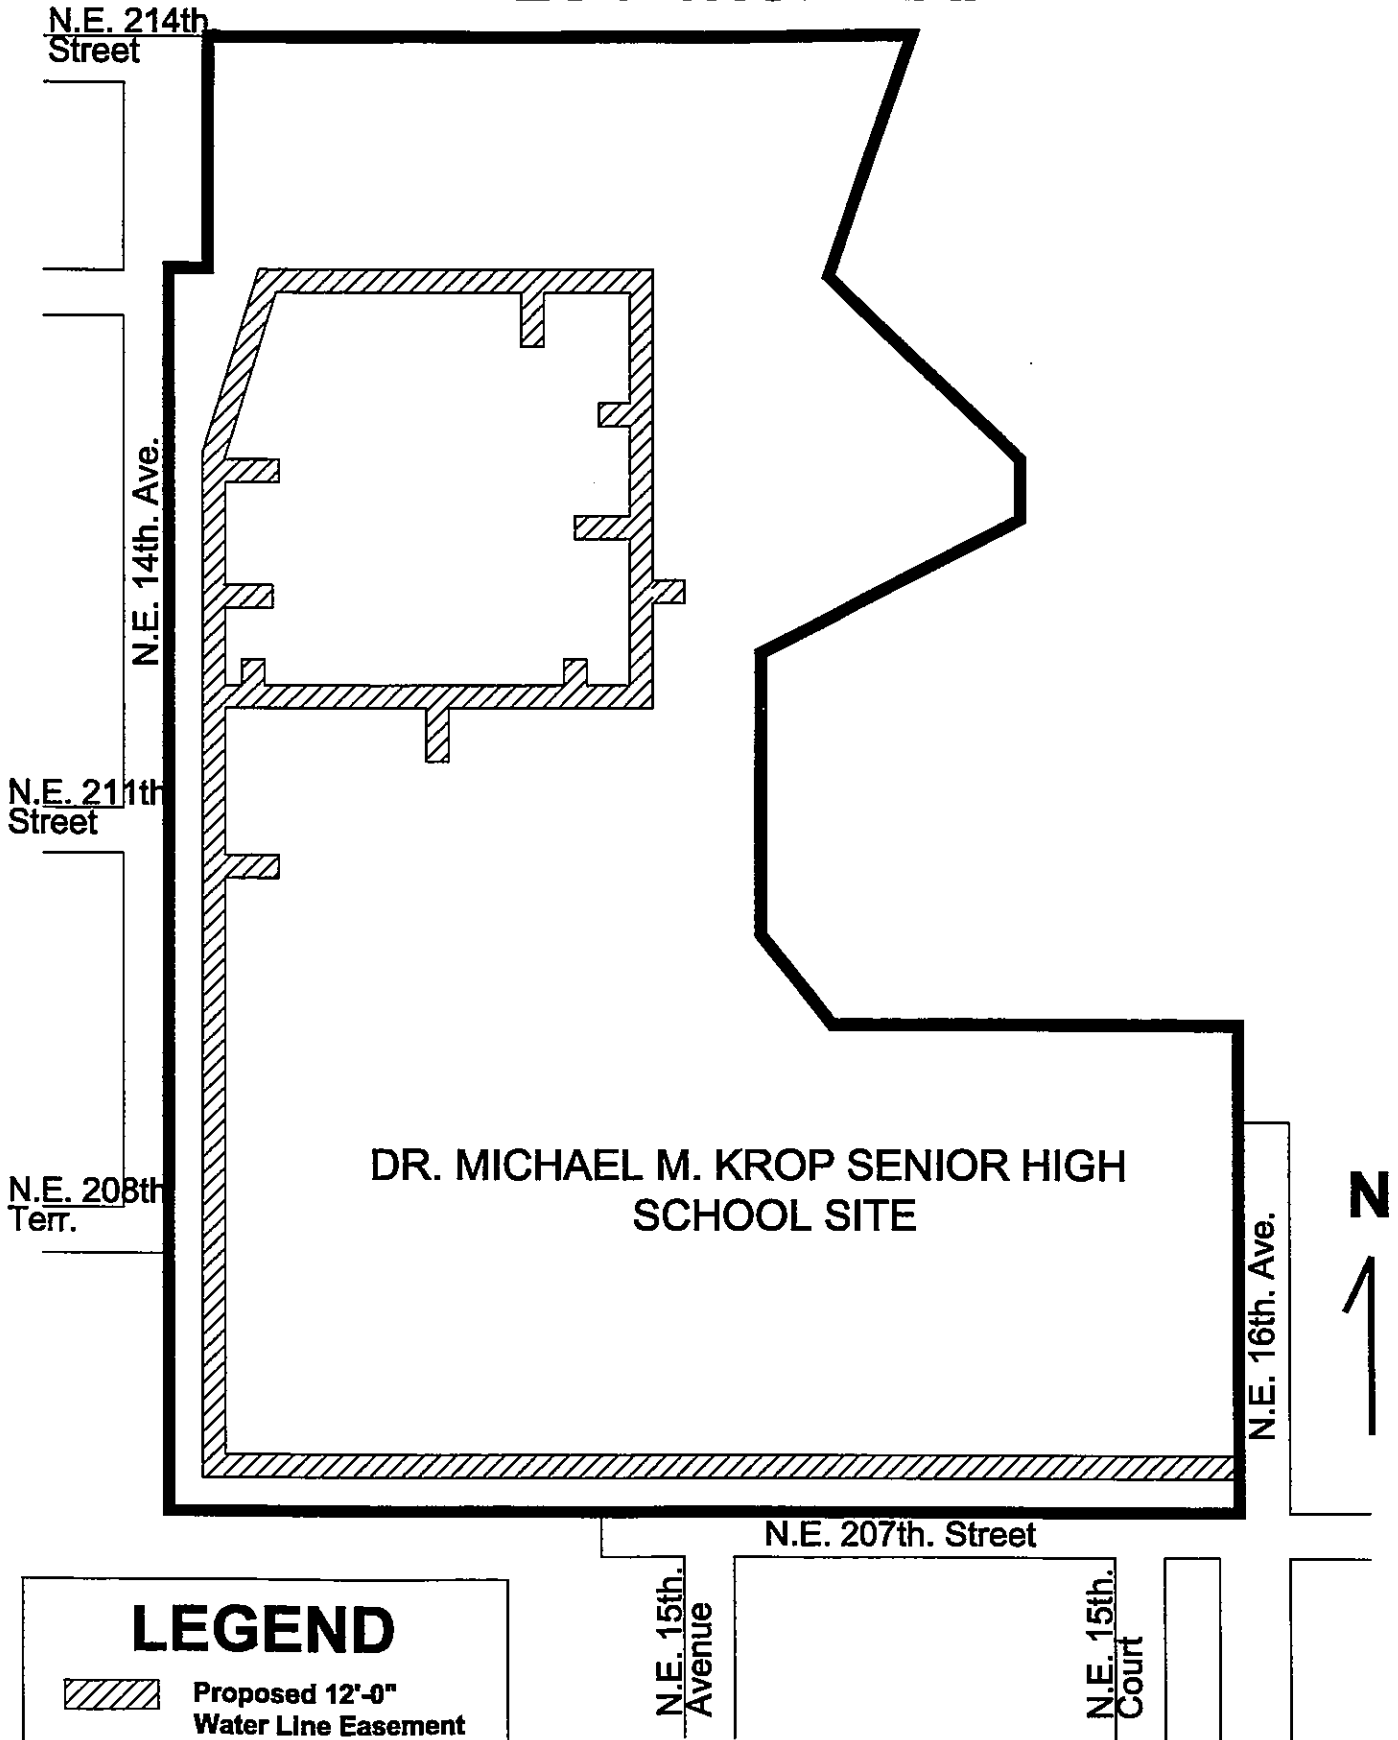 N.E. 214th
Street
N.E. 14th. Ave.
N.E. 211th
Street
N.E. 208th
Terr.
DR. MICHAEL M. KROP SENIOR HIGH
SCHOOL SITE
N
N.E. 16th. Ave.
N.E. 207th. Street
N.E. 15th.
Avenue
N.E. 15th.
Court
LEGEND
Proposed 12'-0"
Water Line Easement